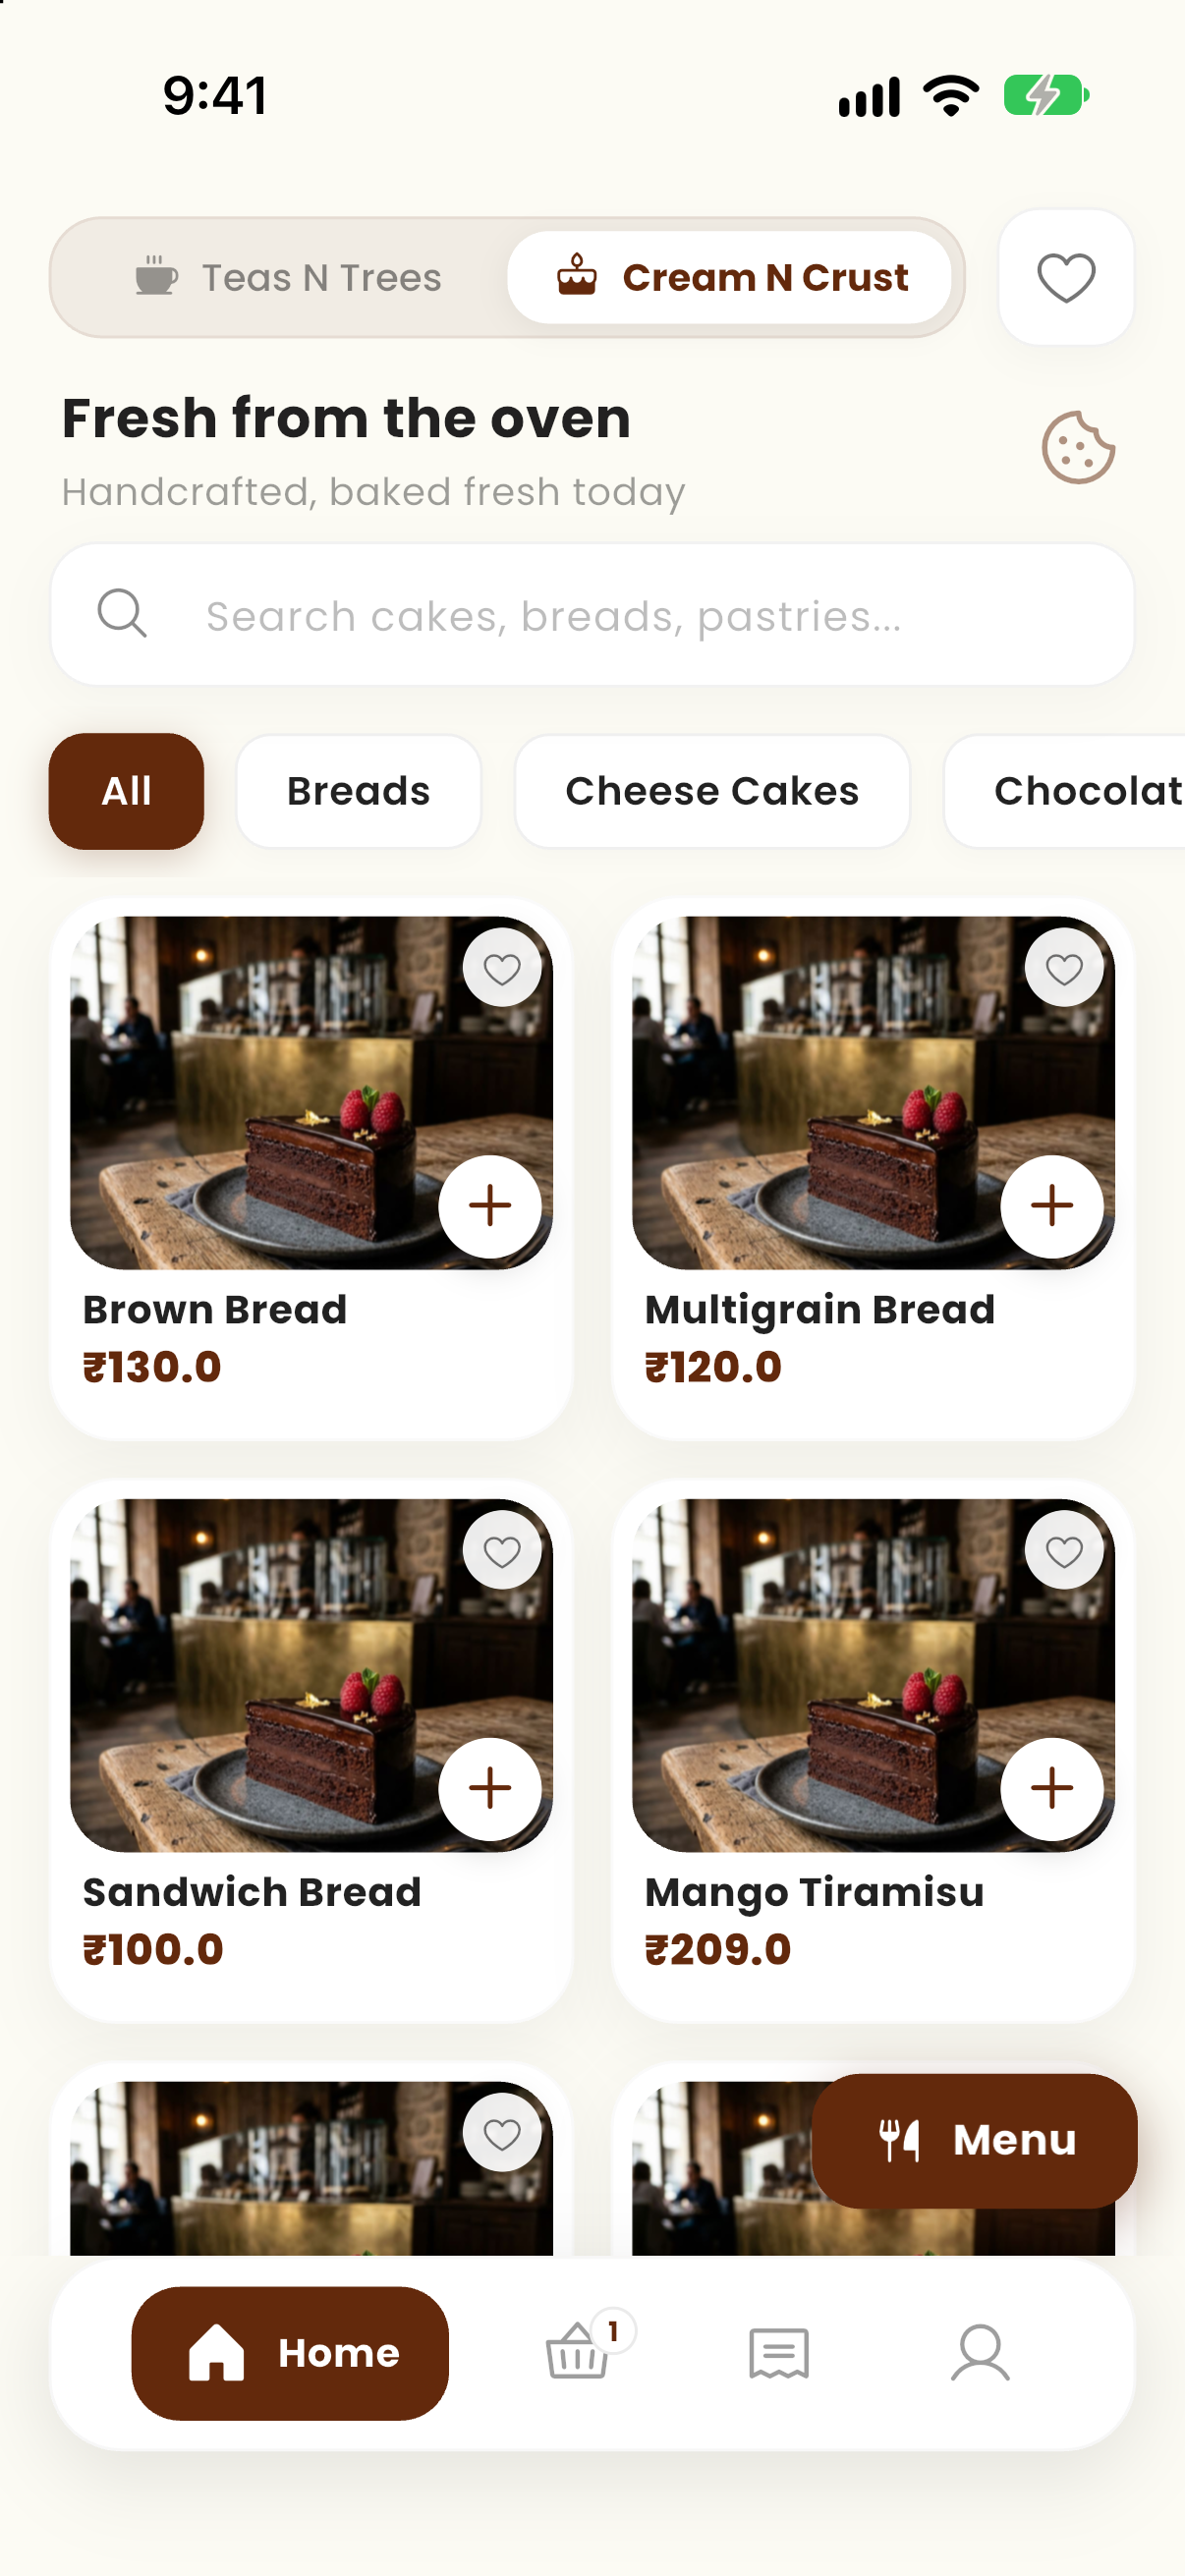 9:41
Teas N Trees
Cream N Crust
Fresh from the oven
Handcrafted, baked fresh today
Search cakes, breads, pastries...
All
Breads
Cheese Cakes
Chocolat
Brown Bread
₹130.0
Multigrain Bread
₹120.0
Sandwich Bread
₹100.0
Mango Tiramisu
₹209.0
Menu
Home
1